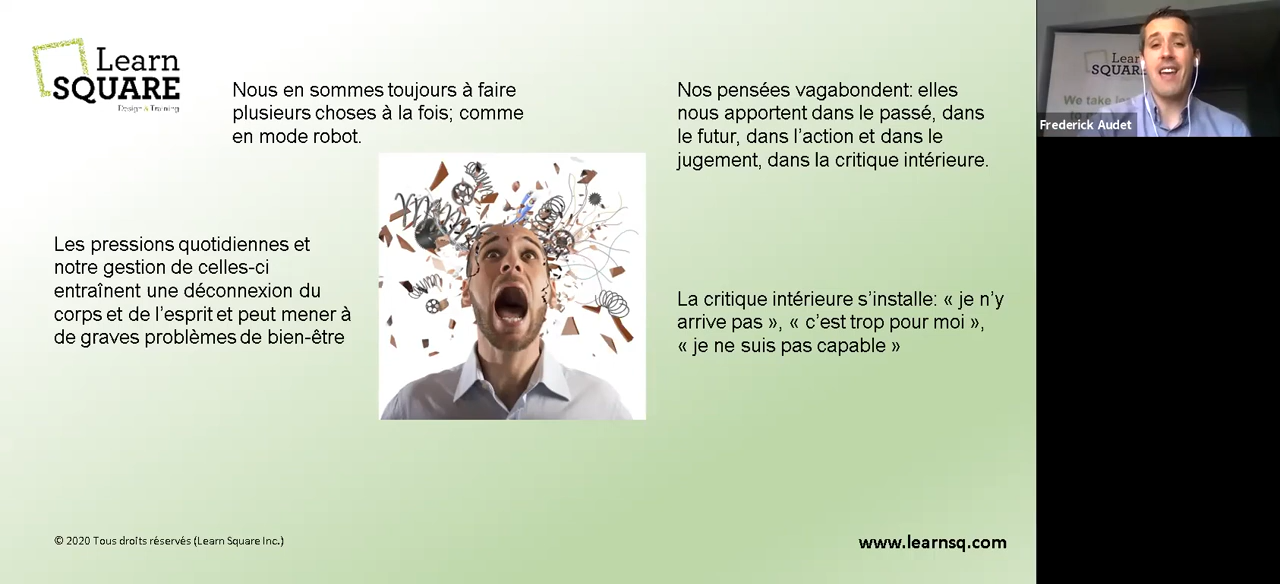 Learn
SQUARE
Design & Training
Nous en sommes toujours à faire
plusieurs choses à la fois; comme
en mode robot.
Nos pensées vagabondent: elles
nous apportent dans le passé, dans
le futur, dans l'action et dans le
jugement, dans la critique intérieure.
Les pressions quotidiennes et
notre gestion de celles-ci
entraînent une déconnexion du
corps et de l'esprit et peut mener à
de graves problèmes de bien-être
La critique intérieure s'installe: « je n'y
arrive pas », « c'est trop pour moi »,
« je ne suis pas capable »
© 2020 Tous droits réservés (Learn Square Inc.)
www.learnsq.com
Learn
SQUARE
We take
Frederick Audet